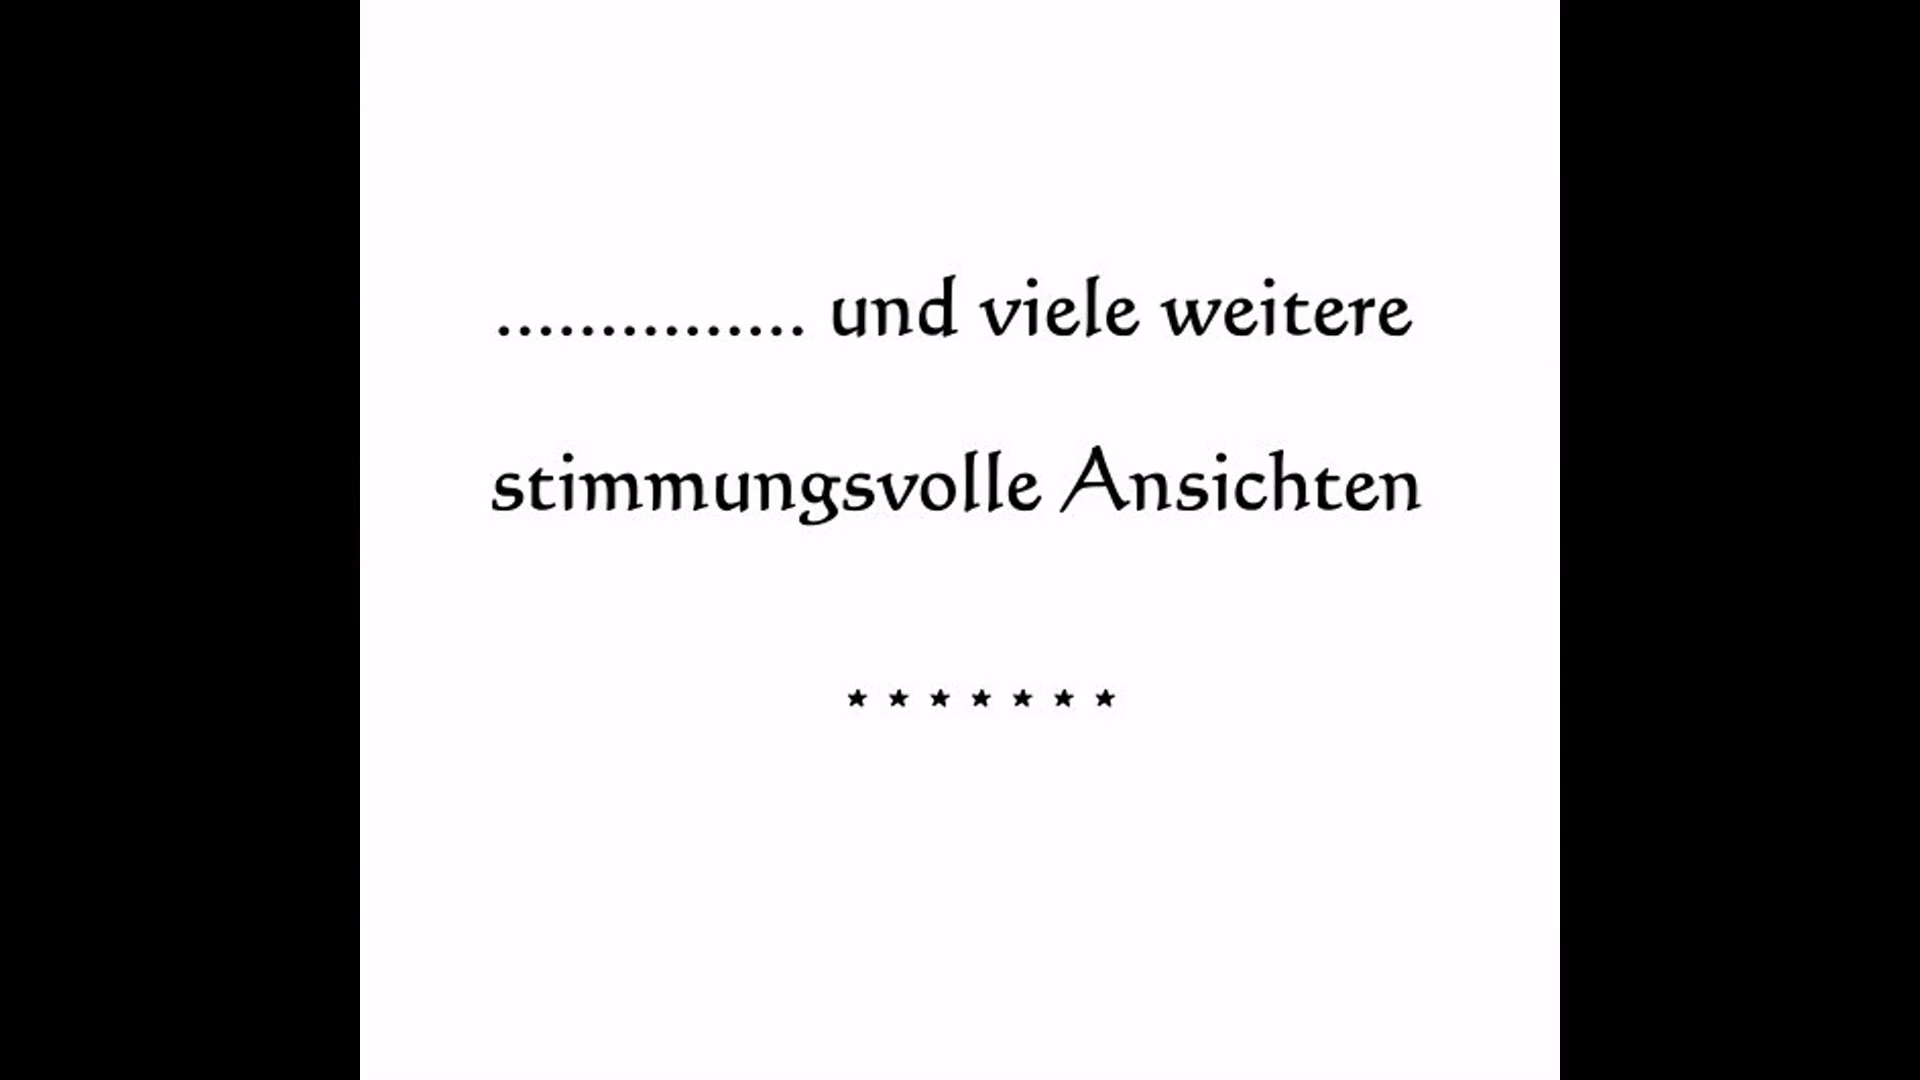 ............... und viele weitere
stimmungsvolle Ansichten
* * * * * * *